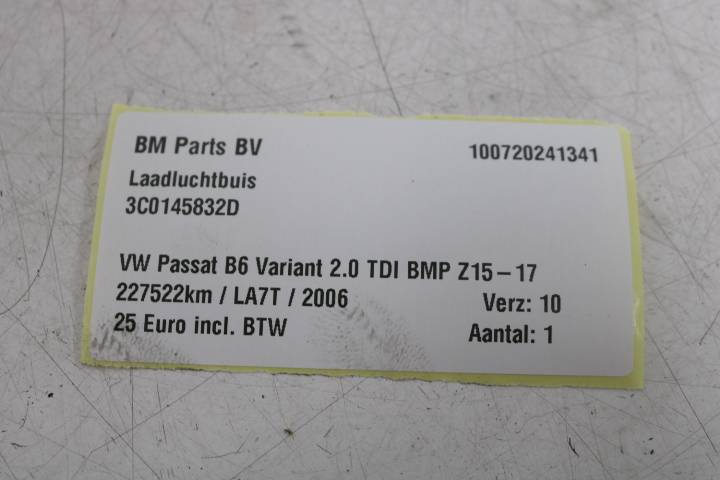 BM Parts BV 100720241341
Laadluchtbuis
3C0145832D
VW Passat B6 Variant 2.0 TDI BMP Z15-17
227522km / LA7T / 2006 Verz: 10
25 Euro incl. BTW Aantal: 1